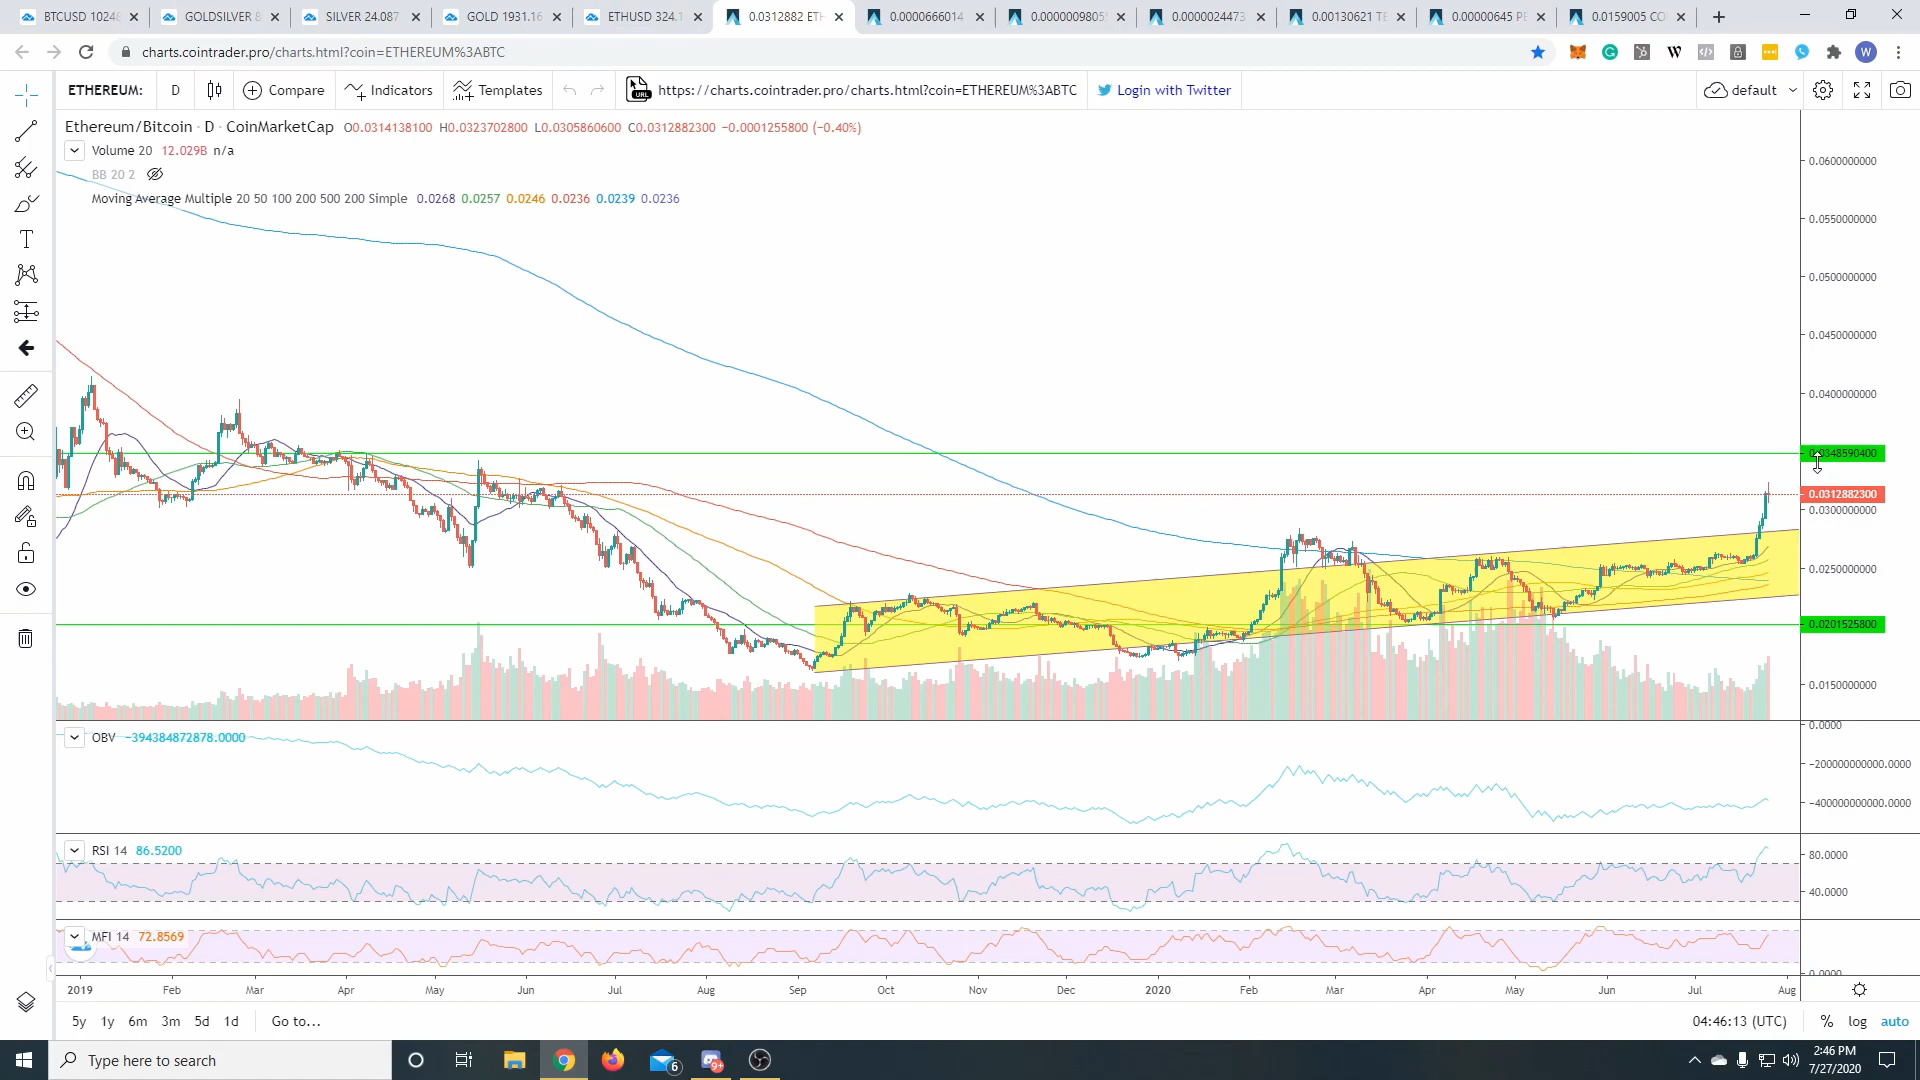 BTCUSD 10248
GOLDSILVER 8
SILVER 24.087
GOLD 1931.16
ETHUSD 324.1
0.0312882 ETH
0.0000666014
0.0000000980
0.0000024473
0.00130621 TE
0.00000645 PE
0.0159005 CO
charts.cointrader.pro/charts.html?coin=ETHEREUM%3ABTC
W
W
ETHEREUM:
D
Compare
Indicators
Templates
URL
https://charts.cointrader.pro/charts.html?coin=ETHEREUM%3ABTC
Login with Twitter
default
Ethereum/Bitcoin · D · CoinMarketCap O0.0314138100 H0.0323702800 L0.0305860600 C0.0312882300 −0.0001255800 (−0.40%)
Volume 20 12.029B n/a
BB 20 2
Moving Average Multiple 20 50 100 200 500 200 Simple 0.0268 0.0257 0.0246 0.0236 0.0239 0.0236
0.0600000000
0.0550000000
0.0500000000
0.0450000000
0.0400000000
0.0348590400
0.0312882300
0.0300000000
0.0250000000
0.0201525800
0.0150000000
OBV −394384872878.0000
0.0000
−200000000000.0000
−400000000000.0000
RSI 14 86.5200
80.0000
40.0000
MFI 14 72.8569
0.0000
2019 Feb Mar Apr May Jun Jul Aug Sep Oct Nov Dec 2020 Feb Mar Apr May Jun Jul Aug
5y 1y 6m 3m 5d 1d Go to...
04:46:13 (UTC) % log auto
Type here to search
6
9+
2:46 PM
7/27/2020